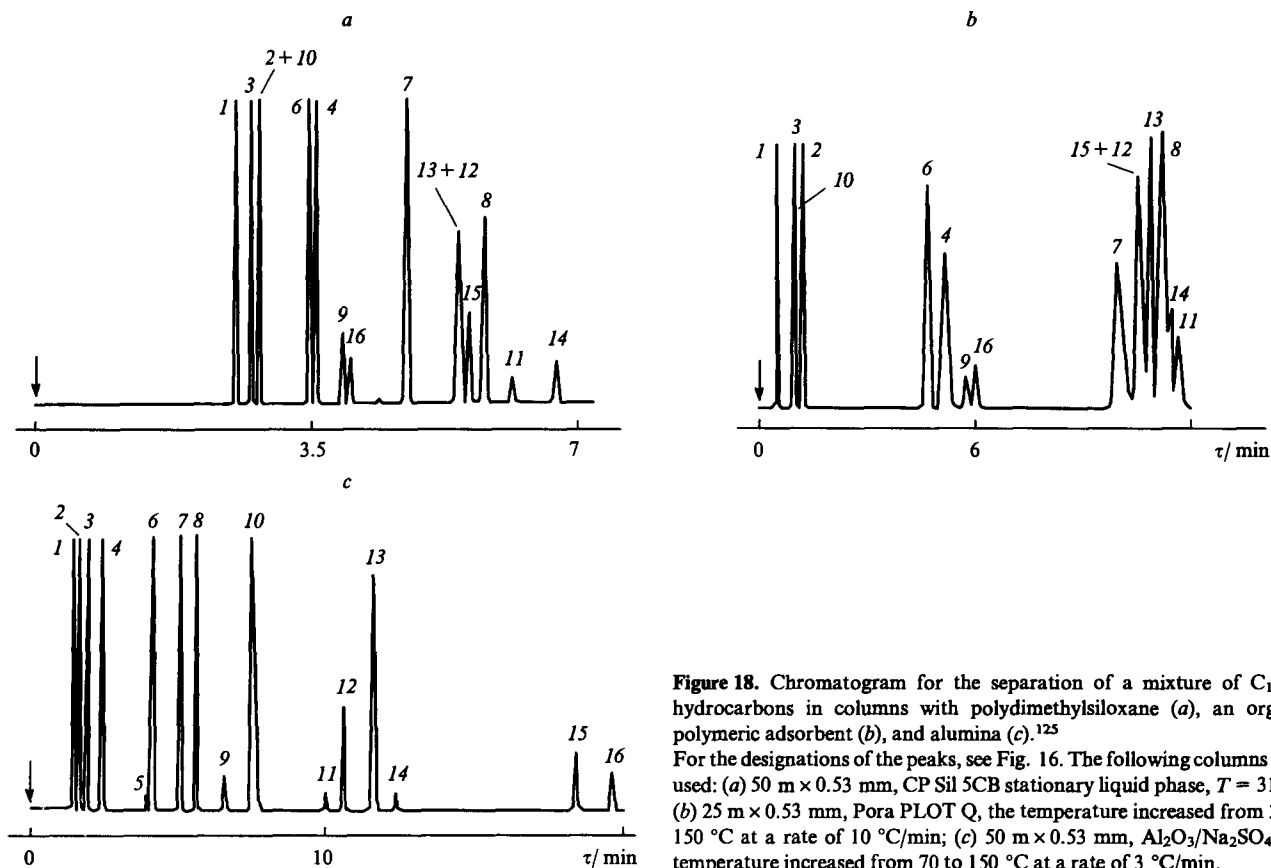 a
2 + 10
3
1
6
4
7
13 + 12
8
15
9
16
11
14
0
3.5
7
b
13
3
1
2
10
15 + 12
8
6
4
7
14
11
9
16
0
6
τ/ min
c
2
3
1
4
6
7 8
10
13
12
5
9
11
14
15
16
0
10
τ/ min
Figure 18. Chromatogram for the separation of a mixture of C₁
hydrocarbons in columns with polydimethylsiloxane (a), an
polymeric adsorbent (b), and alumina (c).¹²⁵
For the designations of the peaks, see Fig. 16. The following columns
used: (a) 50 m × 0.53 mm, CP Sil 5CB stationary liquid phase, T = 31
(b) 25 m × 0.53 mm, Pora PLOT Q, the temperature increased from
150 °C at a rate of 10 °C/min; (c) 50 m × 0.53 mm, Al₂O₃/Na₂SO₄
temperature increased from 70 to 150 °C at a rate of 3 °C/min.